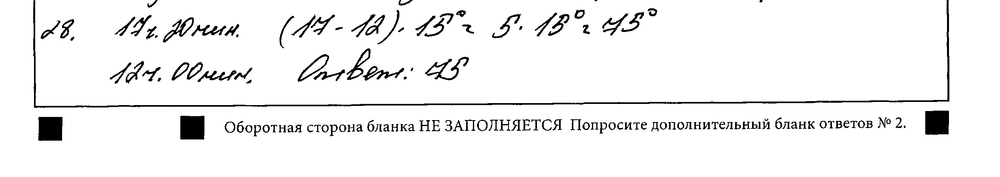 28. 17ч. 20мин. (17-12)·15°= 5·15°= 75°
12ч. 00мин. Ответ: 75
Оборотная сторона бланка НЕ ЗАПОЛНЯЕТСЯ Попросите дополнительный бланк ответов № 2.